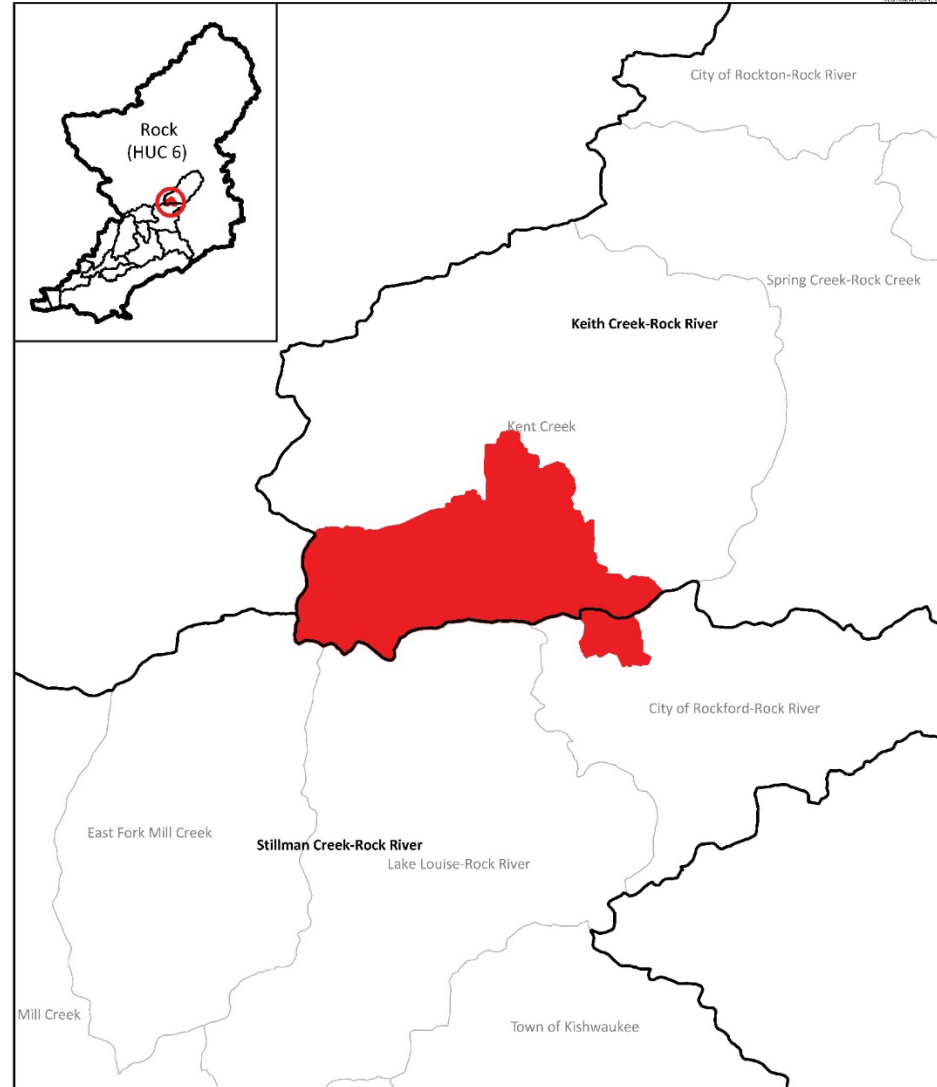 City of Rockton-Rock River
Rock
(HUC 6)
Spring Creek-Rock Creek
Keith Creek-Rock River
Kent Creek
City of Rockford-Rock River
East Fork Mill Creek
Stillman Creek-Rock River
Lake Louise-Rock River
Mill Creek
Town of Kishwaukee